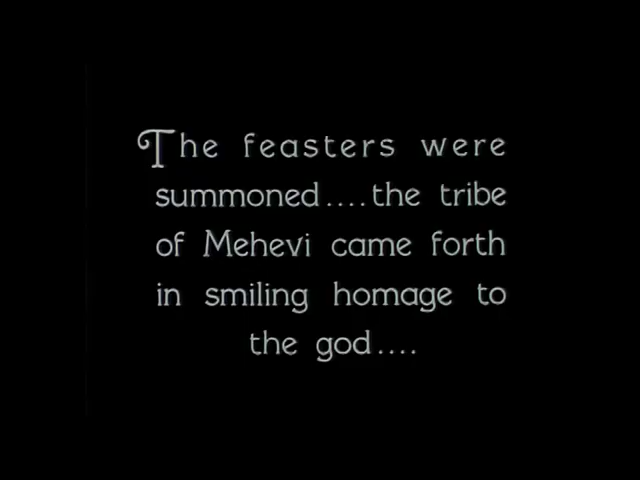 The feasters were
summoned....the tribe
of Mehevi came forth
in smiling homage to
the god....